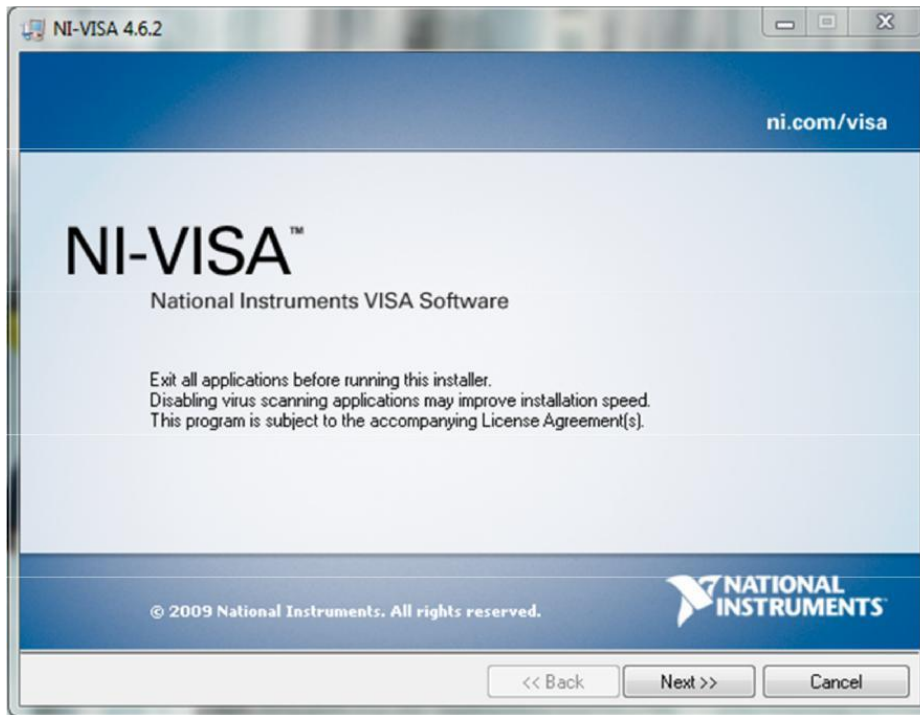 NI-VISA 4.6.2
ni.com/visa
NI-VISA™
National Instruments VISA Software
Exit all applications before running this installer.
Disabling virus scanning applications may improve installation speed.
This program is subject to the accompanying License Agreement(s).
© 2009 National Instruments. All rights reserved.
NATIONAL
INSTRUMENTS
<< Back Next >> Cancel